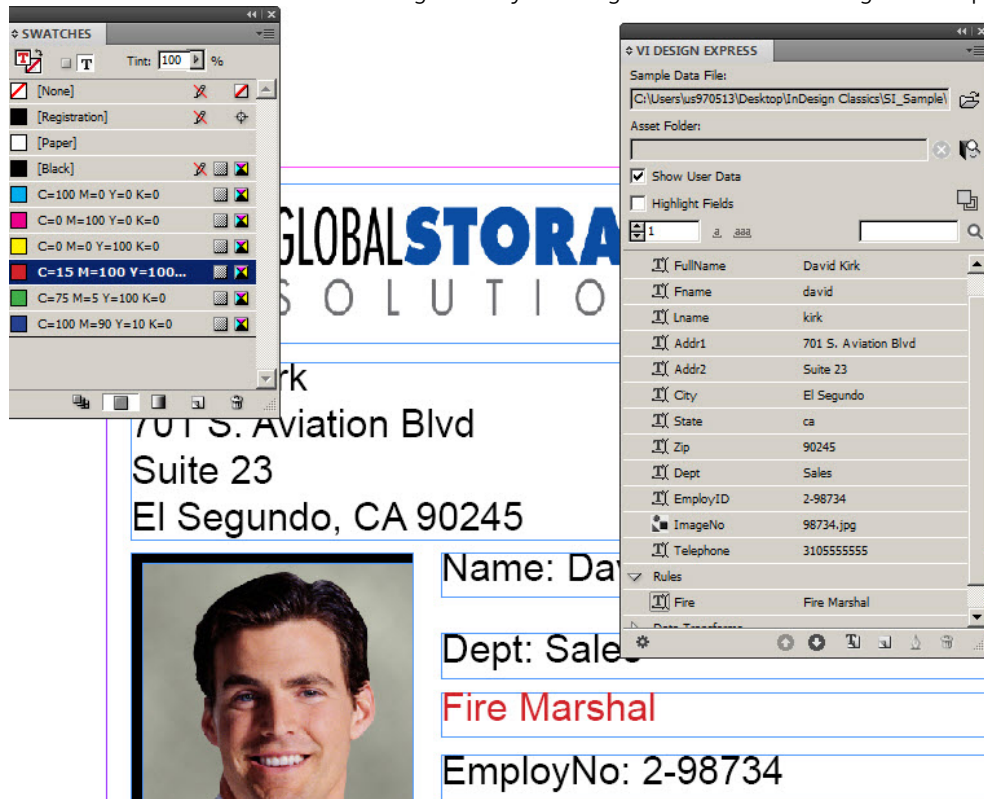 SWATCHES
Tint: 100 %
[None]
[Registration]
[Paper]
[Black]
C=100 M=0 Y=0 K=0
C=0 M=100 Y=0 K=0
C=0 M=0 Y=100 K=0
C=15 M=100 Y=100...
C=75 M=5 Y=100 K=0
C=100 M=90 Y=10 K=0
VI DESIGN EXPRESS
Sample Data File:
C:\Users\us970513\Desktop\InDesign Classics\SI_Sample\
Asset Folder:
Show User Data
Highlight Fields
1 a aaa
FullName David Kirk
Fname david
Lname kirk
Addr1 701 S. Aviation Blvd
Addr2 Suite 23
City El Segundo
State ca
Zip 90245
Dept Sales
EmployID 2-98734
ImageNo 98734.jpg
Telephone 3105555555
Rules
Fire Fire Marshal
GLOBALSTORA
SOLUTIO
rk
701 S. Aviation Blvd
Suite 23
El Segundo, CA 90245
Name: Da
Dept: Sales
Fire Marshal
EmployNo: 2-98734